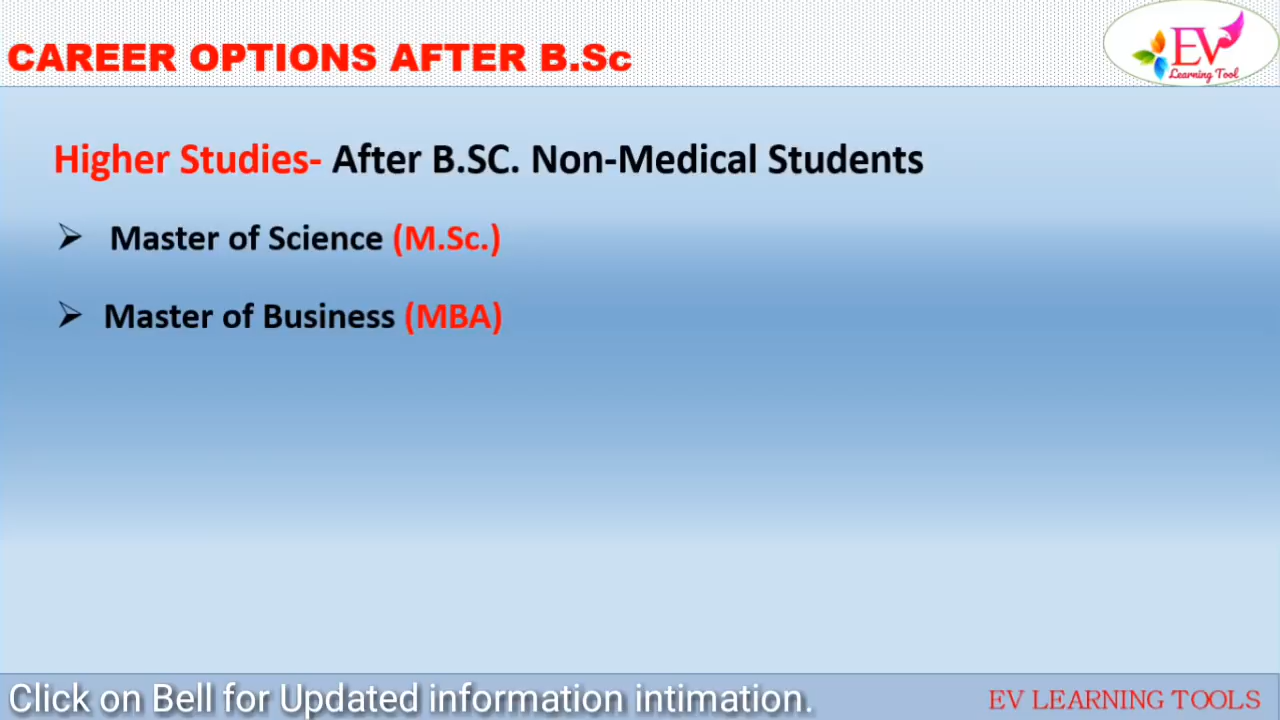 CAREER OPTIONS AFTER B.Sc
EV
Learning Tool
Higher Studies- After B.SC. Non-Medical Students
➢ Master of Science (M.Sc.)
➢ Master of Business (MBA)
Click on Bell for Updated information intimation.
EV LEARNING TOOLS